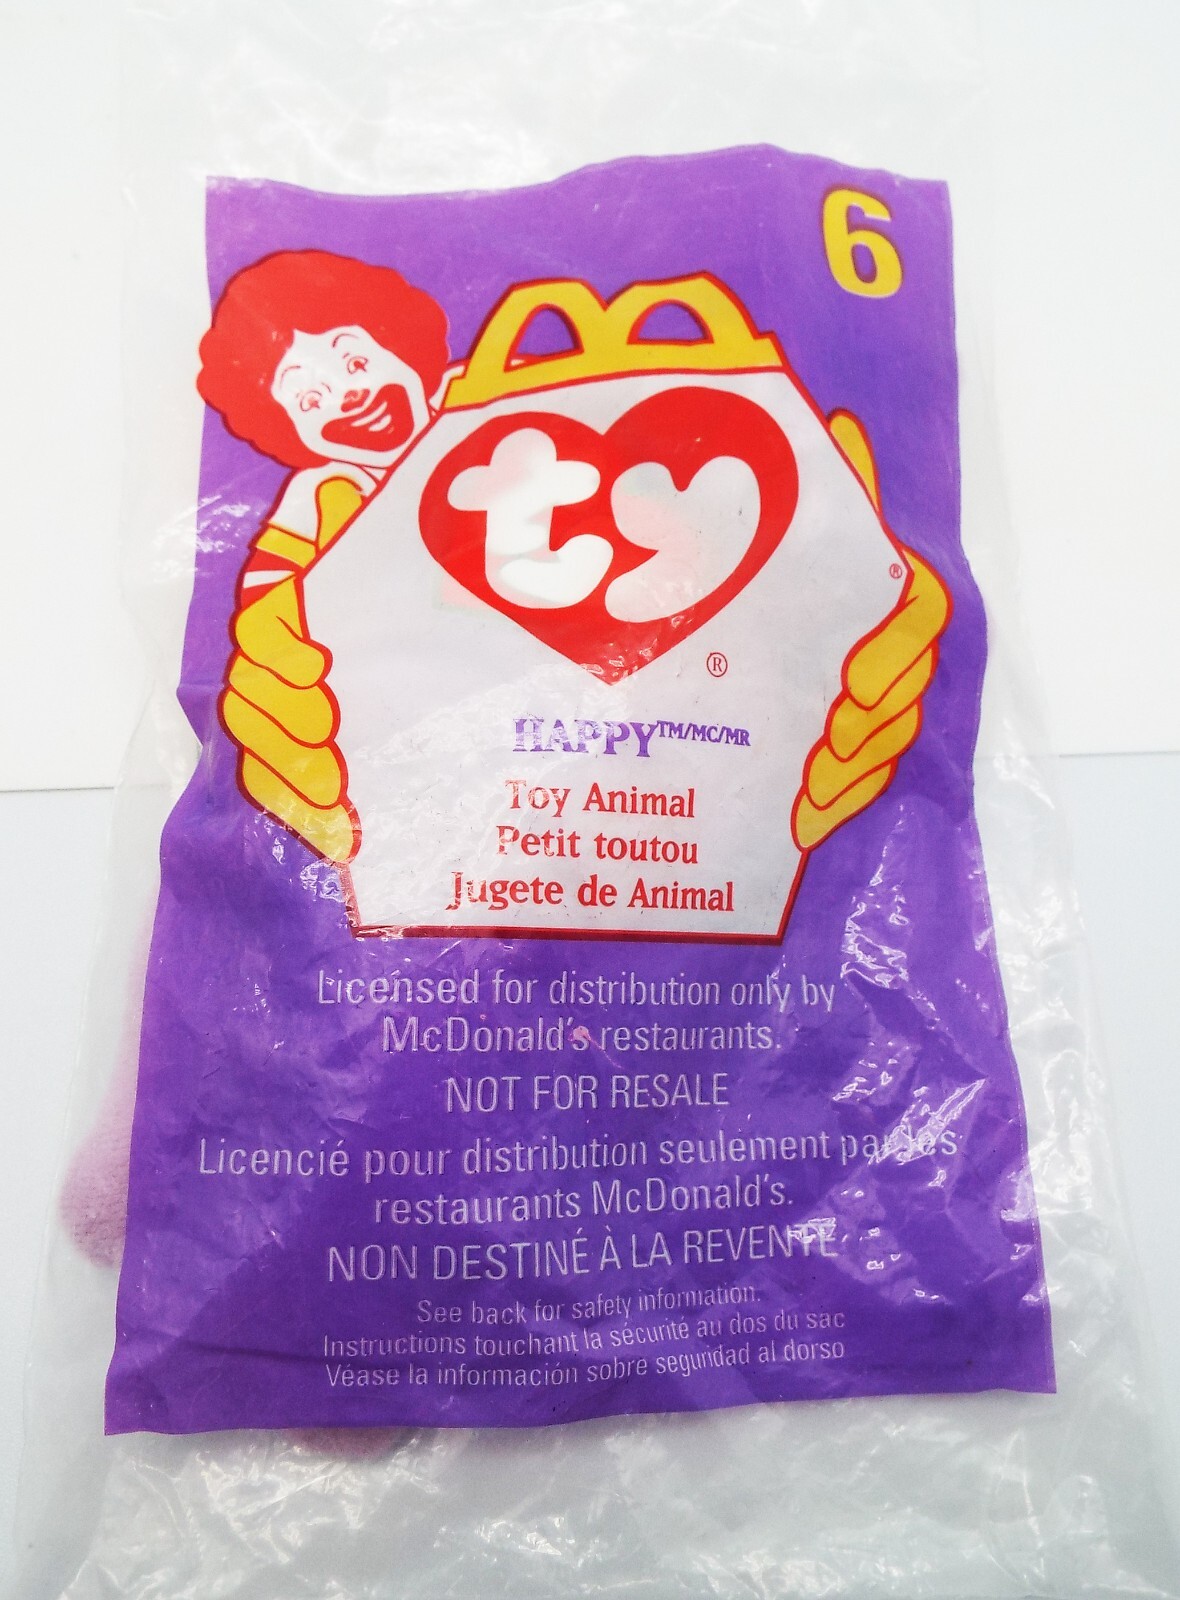 6
ty
®
®
HAPPY™/MC/MR
Toy Animal
Petit toutou
Jugete de Animal
Licensed for distribution only by
McDonald's restaurants.
NOT FOR RESALE
Licencié pour distribution seulement par les
restaurants McDonald's.
NON DESTINÉ À LA REVENTE
See back for safety information.
Instructions touchant la sécurité au dos du sac
Véase la información sobre seguridad al dorso